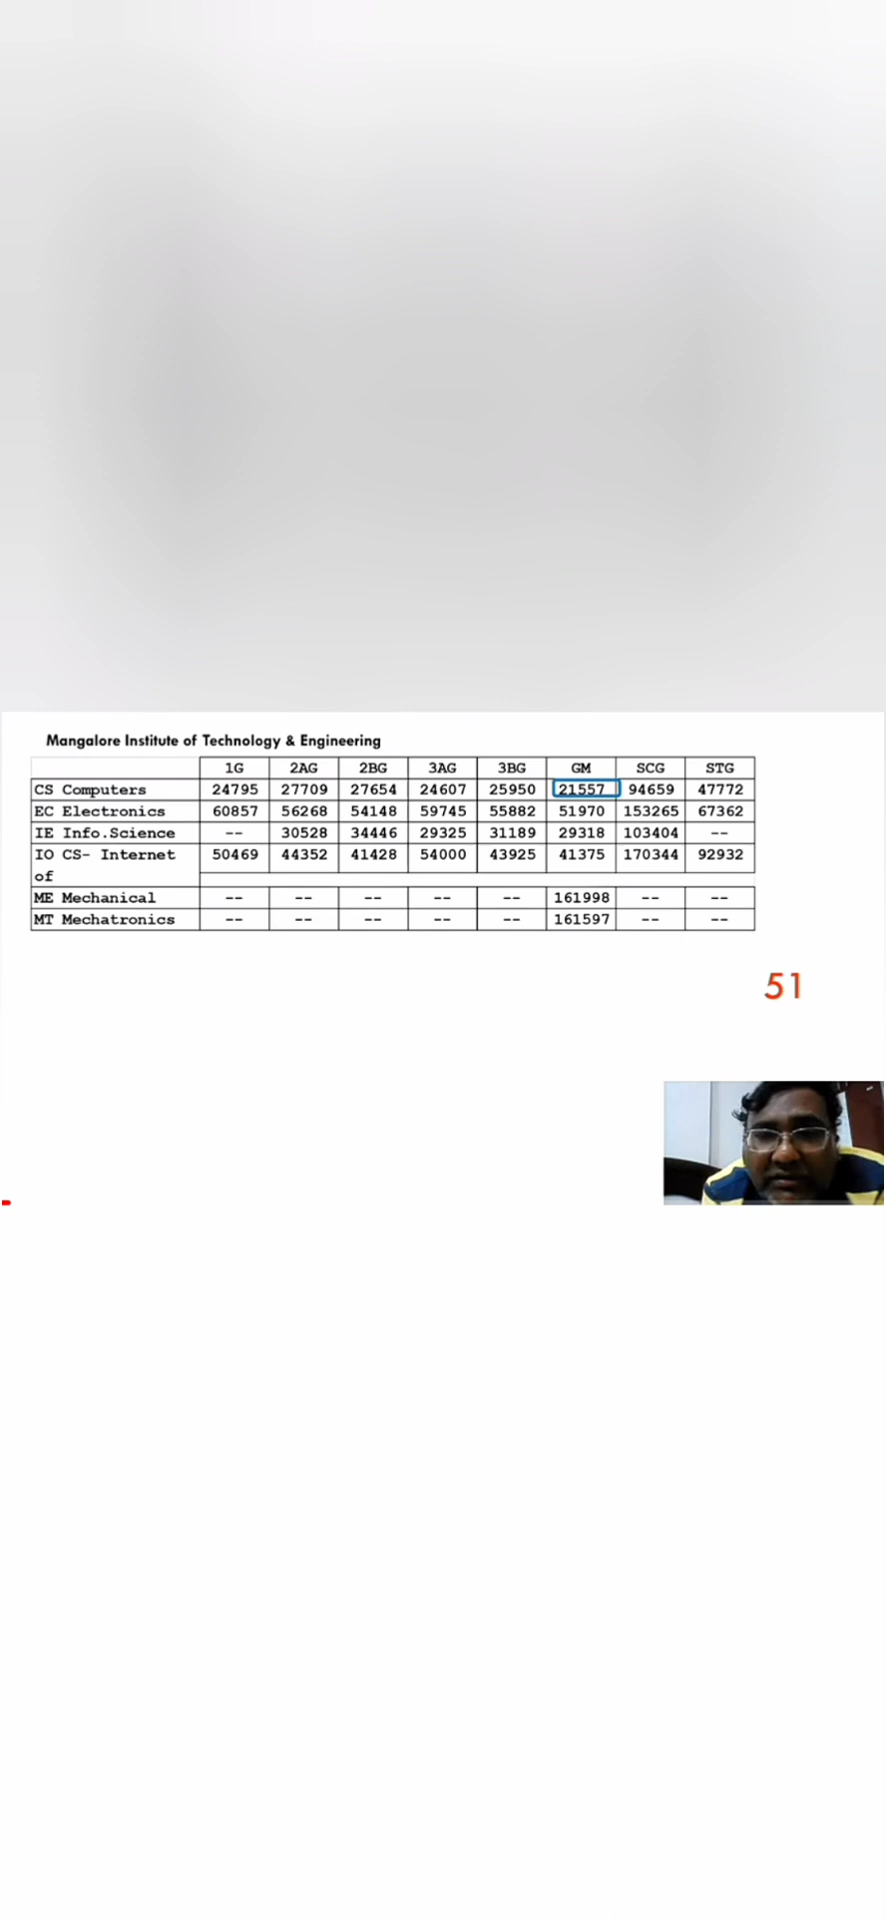 Mangalore Institute of Technology & Engineering
1G 2AG 2BG 3AG 3BG GM SCG STG
CS Computers 24795 27709 27654 24607 25950 21557 94659 47772
EC Electronics 60857 56268 54148 59745 55882 51970 153265 67362
IE Info.Science -- 30528 34446 29325 31189 29318 103404 --
IO CS- Internet 50469 44352 41428 54000 43925 41375 170344 92932
of
ME Mechanical -- -- -- -- -- 161998 -- --
MT Mechatronics -- -- -- -- -- 161597 -- --
51